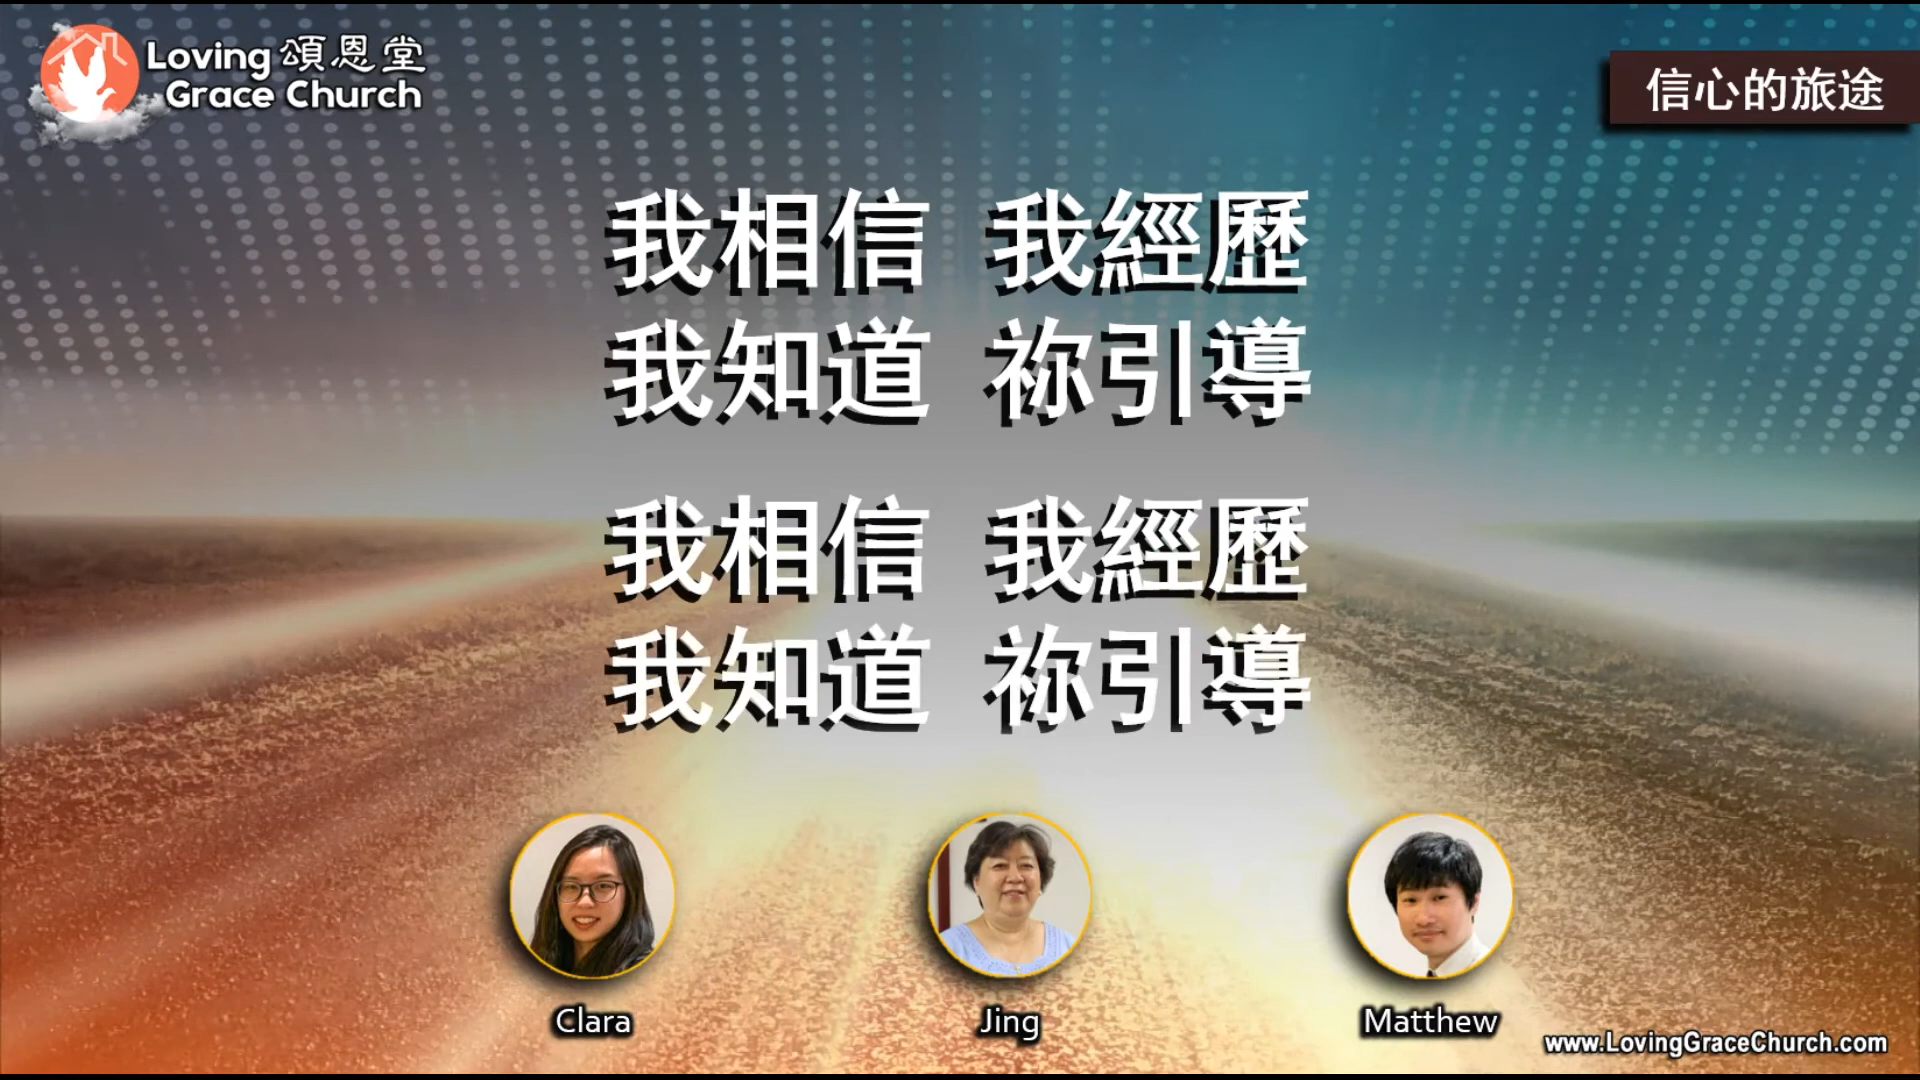 Loving 頌恩堂
Grace Church
信心的旅途
我相信 我經歷
我知道 祢引導
我相信 我經歷
我知道 祢引導
Clara
Jing
Matthew
www.LovingGraceChurch.com